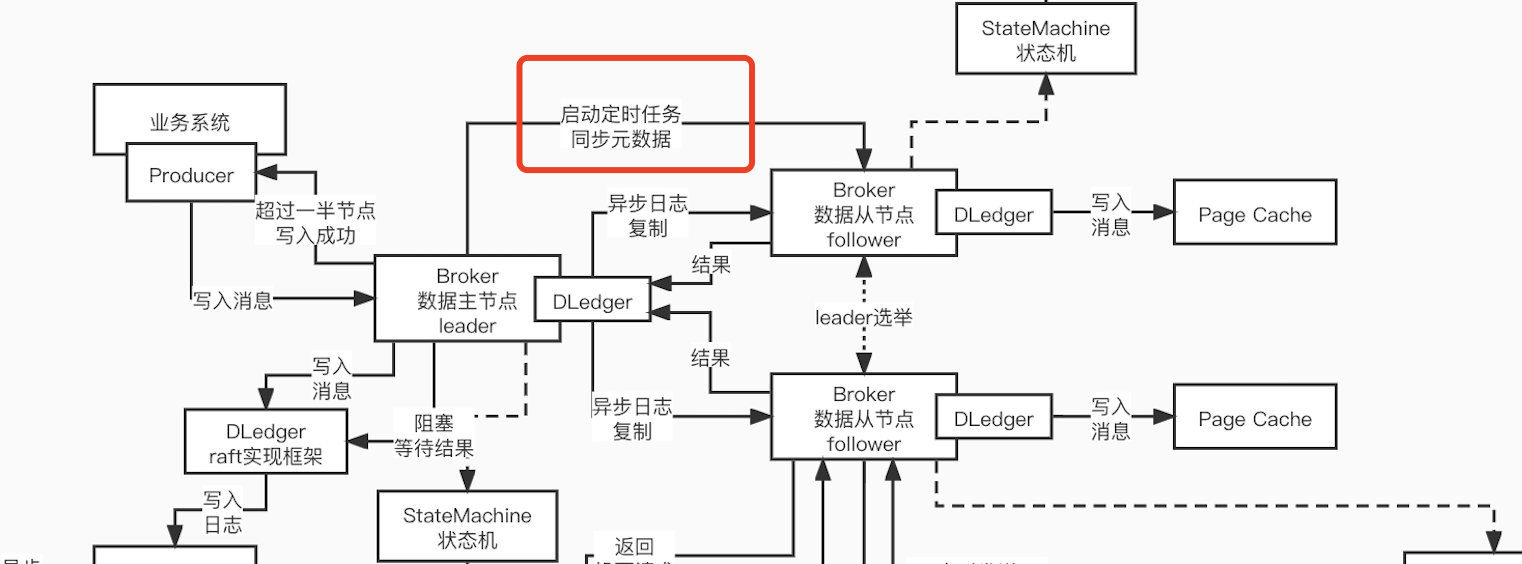 StateMachine
状态机
启动定时任务
同步元数据
业务系统
Producer
超过一半节点
写入成功
写入消息
Broker
数据主节点
leader
DLedger
异步日志
复制
结果
Broker
数据从节点
follower
DLedger
写入
消息
Page Cache
leader选举
结果
异步日志
复制
Broker
数据从节点
follower
DLedger
写入
消息
Page Cache
写入
消息
阻塞
等待结果
DLedger
raft实现框架
写入
日志
StateMachine
状态机
返回